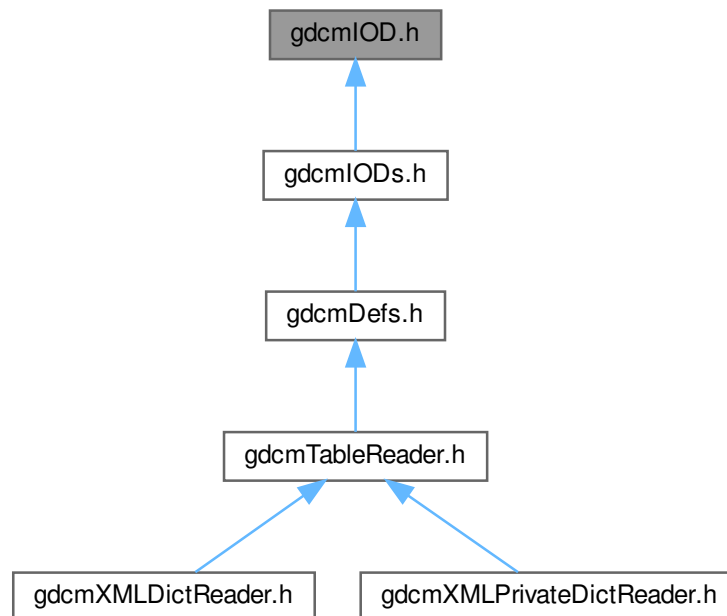 gdcmIOD.h
gdcmIODs.h
gdcmDefs.h
gdcmTableReader.h
gdcmXMLDictReader.h
gdcmXMLPrivateDictReader.h